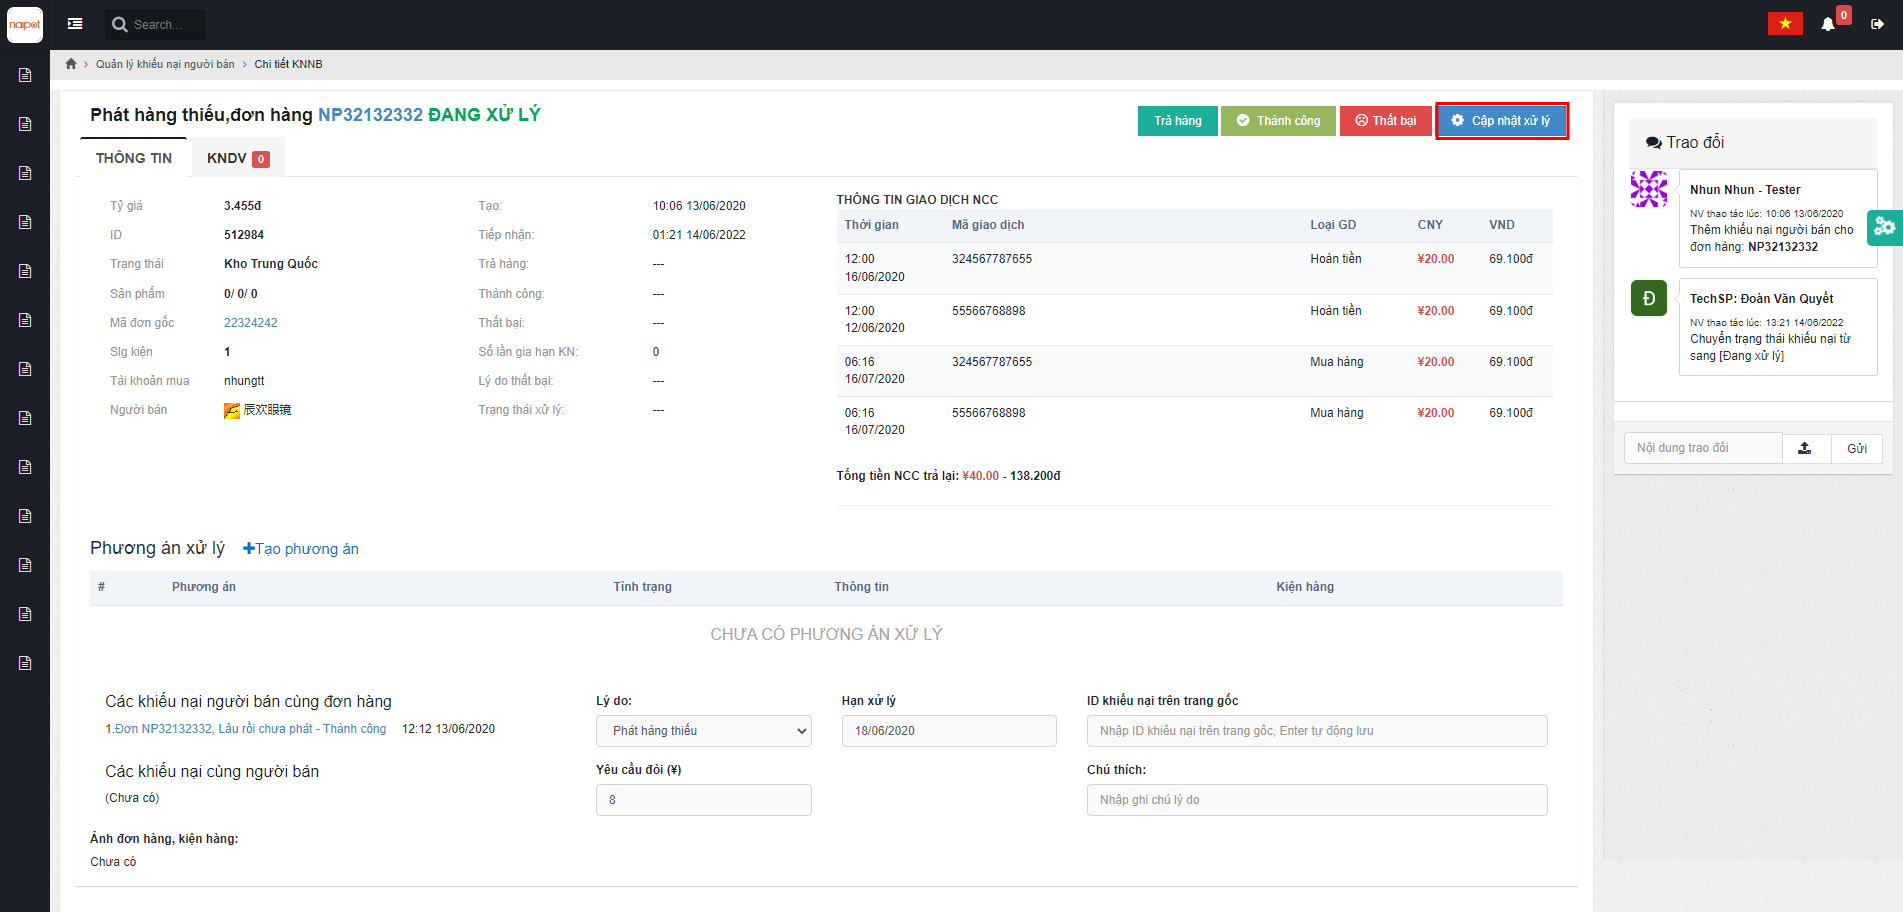 naipot
Search...
0
Quản lý khiếu nại người bán > Chi tiết KNNB
Phát hàng thiếu,đơn hàng NP32132332 ĐANG XỬ LÝ
Trả hàng
Thành công
Thất bại
Cập nhật xử lý
THÔNG TIN
KNDV 0
Tỷ giá 3.455đ
ID 512984
Trạng thái Kho Trung Quốc
Sản phẩm 0/ 0/ 0
Mã đơn gốc 22324242
Slg kiện 1
Tài khoản mua nhungtt
Người bán 辰欢眼镜
Tạo: 10:06 13/06/2020
Tiếp nhận: 01:21 14/06/2022
Trả hàng: ---
Thành công: ---
Thất bại: ---
Số lần gia hạn KN: 0
Lý do thất bại: ---
Trạng thái xử lý: ---
THÔNG TIN GIAO DỊCH NCC
Thời gian Mã giao dịch Loại GD CNY VND
12:00 324567787655 Hoàn tiền ¥20.00 69.100đ
16/06/2020
12:00 55566768898 Hoàn tiền ¥20.00 69.100đ
12/06/2020
06:16 324567787655 Mua hàng ¥20.00 69.100đ
16/07/2020
06:16 55566768898 Mua hàng ¥20.00 69.100đ
16/07/2020
Tổng tiền NCC trả lại: ¥40.00 - 138.200đ
Phương án xử lý
Tạo phương án
# Phương án Tình trạng Thông tin Kiện hàng
CHƯA CÓ PHƯƠNG ÁN XỬ LÝ
Các khiếu nại người bán cùng đơn hàng
1.Đơn NP32132332, Lâu rồi chưa phát - Thành công 12:12 13/06/2020
Các khiếu nại cùng người bán
(Chưa có)
Lý do:
Phát hàng thiếu
Hạn xử lý
18/06/2020
ID khiếu nại trên trang gốc
Nhập ID khiếu nại trên trang gốc, Enter tự động lưu
Yêu cầu đòi (¥)
8
Chú thích:
Nhập ghi chú lý do
Ảnh đơn hàng, kiện hàng:
Chưa có
Trao đổi
Nhun Nhun - Tester
NV thao tác lúc: 10:06 13/06/2020
Thêm khiếu nại người bán cho
đơn hàng: NP32132332
Đ
TechSP: Đoàn Văn Quyết
NV thao tác lúc: 13:21 14/06/2022
Chuyển trạng thái khiếu nại từ
sang [Đang xử lý]
Nội dung trao đổi
Gửi